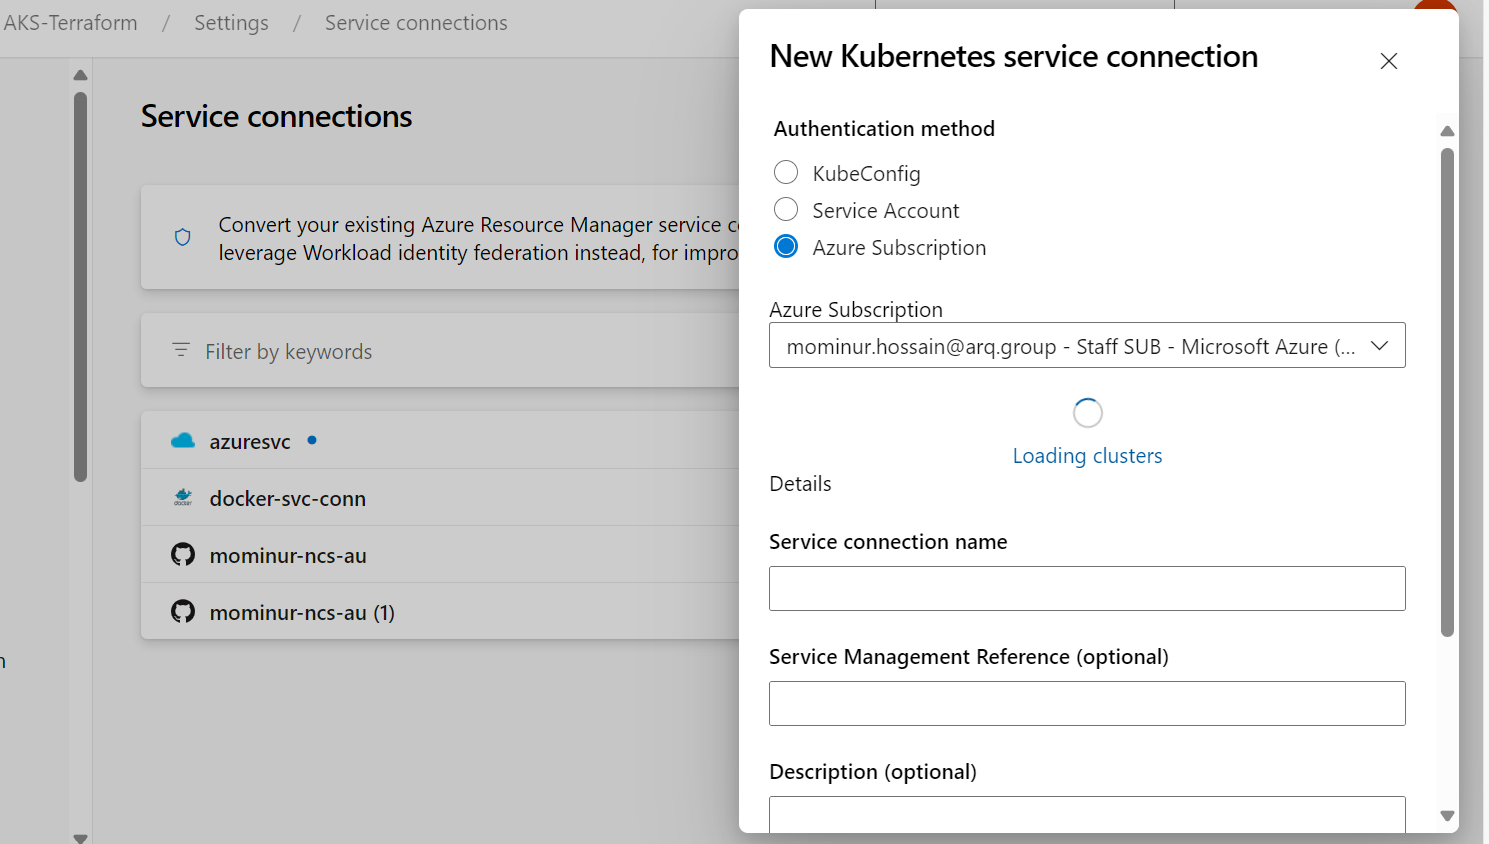 AKS-Terraform / Settings / Service connections
Service connections
Convert your existing Azure Resource Manager service
leverage Workload identity federation instead, for
Filter by keywords
azuresvc
docker-svc-conn
mominur-ncs-au
mominur-ncs-au (1)
New Kubernetes service connection
Authentication method
KubeConfig
Service Account
Azure Subscription
Azure Subscription
mominur.hossain@arq.group - Staff SUB - Microsoft Azure (...
Loading clusters
Details
Service connection name
Service Management Reference (optional)
Description (optional)